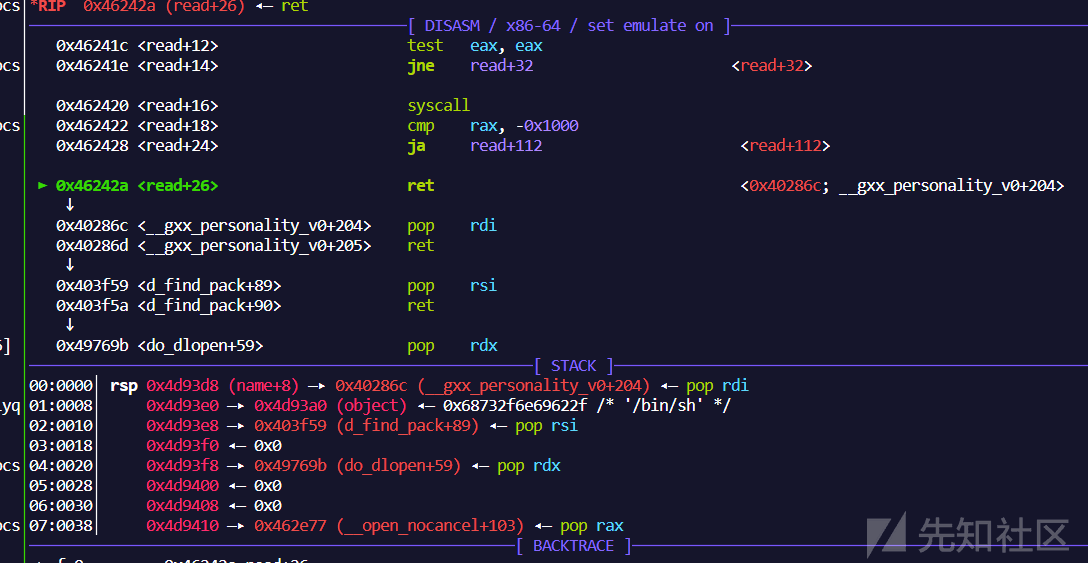 ocs *RIP 0x46242a (read+26) ◂— ret
[ DISASM / x86-64 / set emulate on ]
0x46241c <read+12> test eax, eax
ocs 0x46241e <read+14> jne read+32 <read+32>
0x462420 <read+16> syscall
ocs 0x462422 <read+18> cmp rax, -0x1000
0x462428 <read+24> ja read+112 <read+112>
► 0x46242a <read+26> ret <0x40286c; __gxx_personality_v0+204>
↓
0x40286c <__gxx_personality_v0+204> pop rdi
0x40286d <__gxx_personality_v0+205> ret
↓
0x403f59 <d_find_pack+89> pop rsi
0x403f5a <d_find_pack+90> ret
↓
] 0x49769b <do_dlopen+59> pop rdx
[ STACK ]
00:0000│ rsp 0x4d93d8 (name+8) —▸ 0x40286c (__gxx_personality_v0+204) ◂— pop rdi
yq 01:0008│ 0x4d93e0 —▸ 0x4d93a0 (object) ◂— 0x68732f6e69622f /* '/bin/sh' */
02:0010│ 0x4d93e8 —▸ 0x403f59 (d_find_pack+89) ◂— pop rsi
03:0018│ 0x4d93f0 ◂— 0x0
ocs 04:0020│ 0x4d93f8 —▸ 0x49769b (do_dlopen+59) ◂— pop rdx
05:0028│ 0x4d9400 ◂— 0x0
06:0030│ 0x4d9408 ◂— 0x0
ocs 07:0038│ 0x4d9410 —▸ 0x462e77 (__open_nocancel+103) ◂— pop rax
[ BACKTRACE ]
先知社区